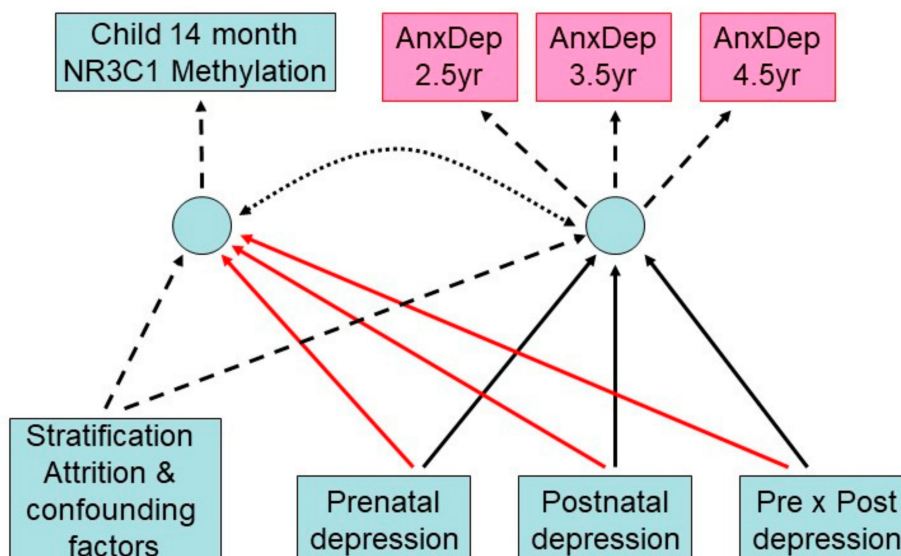 Child 14 month
NR3C1 Methylation
AnxDep
2.5yr
AnxDep
3.5yr
AnxDep
4.5yr
Stratification
Attrition &
confounding
factors
Prenatal
depression
Postnatal
depression
Pre x Post
depression